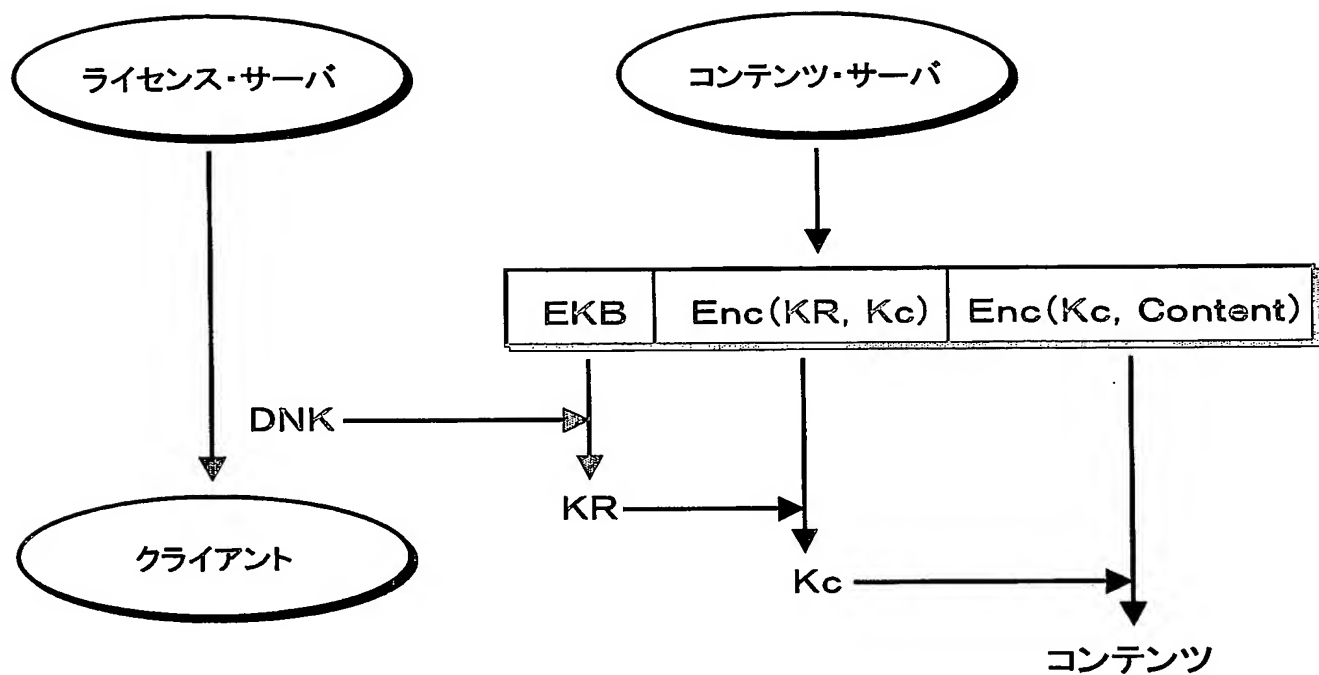 ライセンス・サーバ
コンテンツ・サーバ
EKB
Enc(KR, Kc)
Enc(Kc, Content)
DNK
KR
クライアント
Kc
コンテンツ